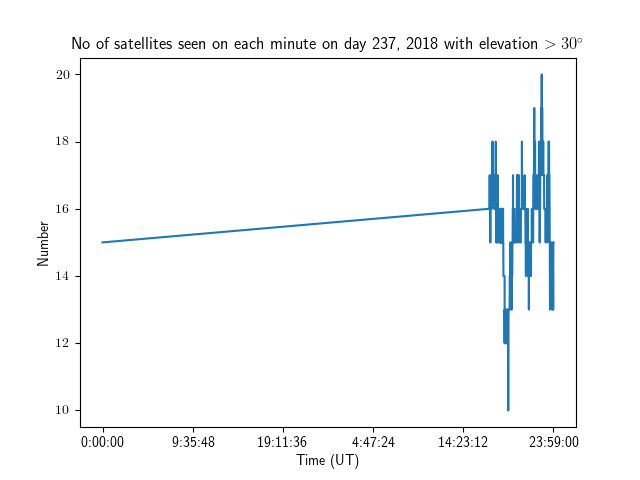 No of satellites seen on each minute on day 237, 2018 with elevation > 30°
20
18
16
14
12
10
Number
0:00:00 9:35:48 19:11:36 4:47:24 14:23:12 23:59:00
Time (UT)